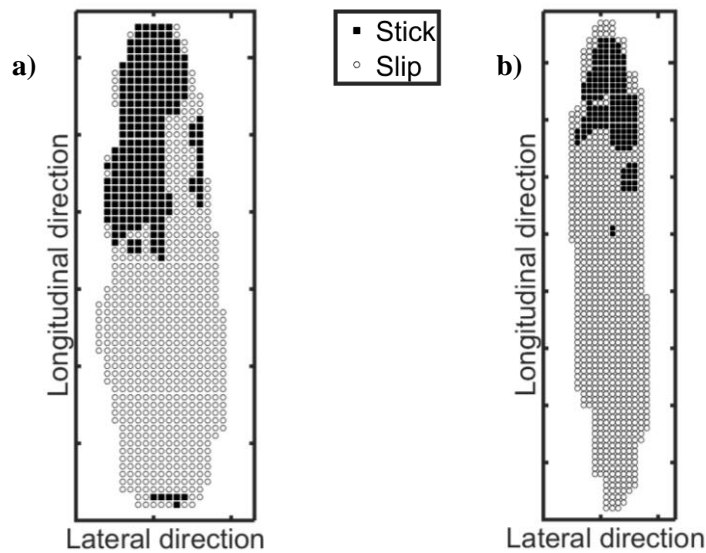 Stick
Slip
a)
b)
Longitudinal direction
Longitudinal direction
Lateral direction
Lateral direction